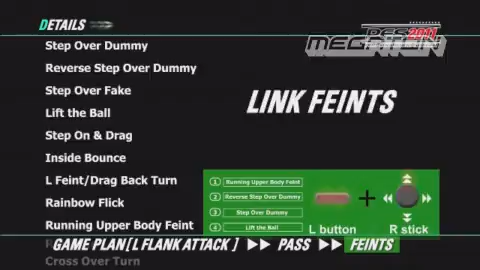 DETAILS
PES 2011
MEGATON
LINK FEINTS
Step Over Dummy
Reverse Step Over Dummy
Step Over Fake
Lift the Ball
Step On & Drag
Inside Bounce
L Feint/Drag Back Turn
Rainbow Flick
Running Upper Body Feint
Cross Over Turn
1 Running Upper Body Feint
2 Reverse Step Over Dummy
3 Step Over Dummy
4 Lift the Ball
+
L button
R stick
GAME PLAN[L FLANK ATTACK ] ▶▶ PASS ▶▶ FEINTS